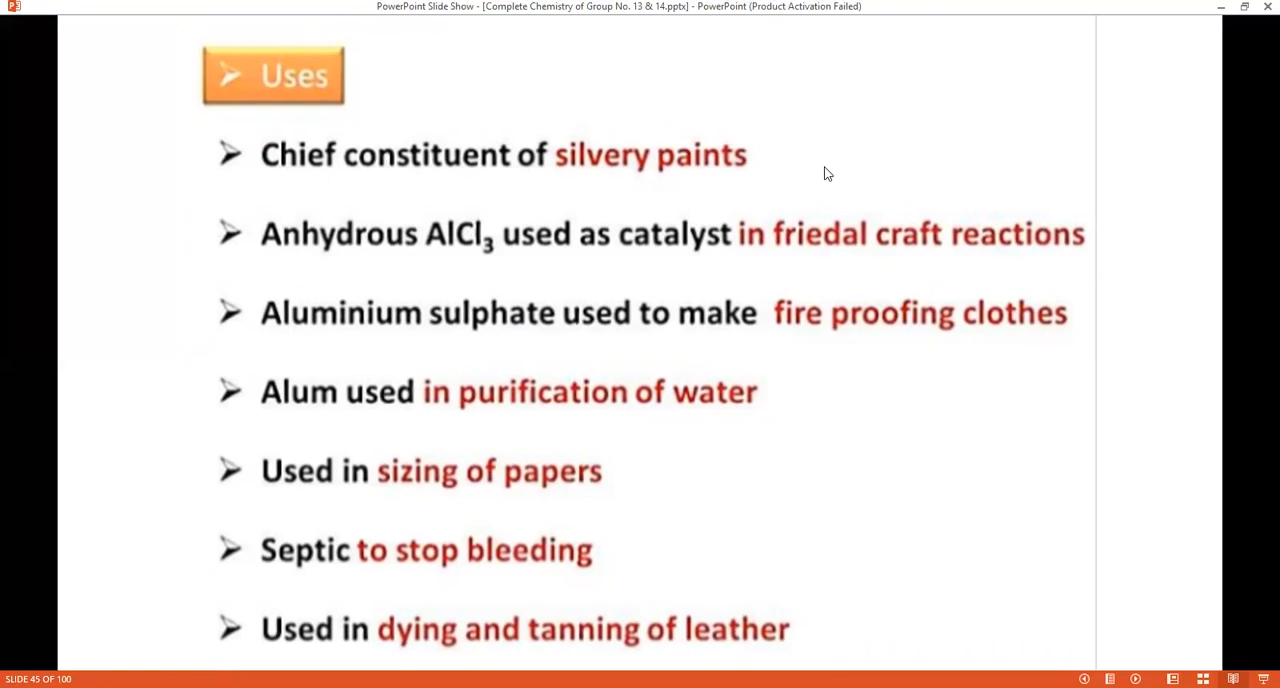 PowerPoint Slide Show - [Complete Chemistry of Group No. 13 & 14.pptx] - PowerPoint (Product Activation Failed)
➢ Uses
➢ Chief constituent of silvery paints
➢ Anhydrous AlCl₃ used as catalyst in friedal craft reactions
➢ Aluminium sulphate used to make fire proofing clothes
➢ Alum used in purification of water
➢ Used in sizing of papers
➢ Septic to stop bleeding
➢ Used in dying and tanning of leather
SLIDE 45 OF 100